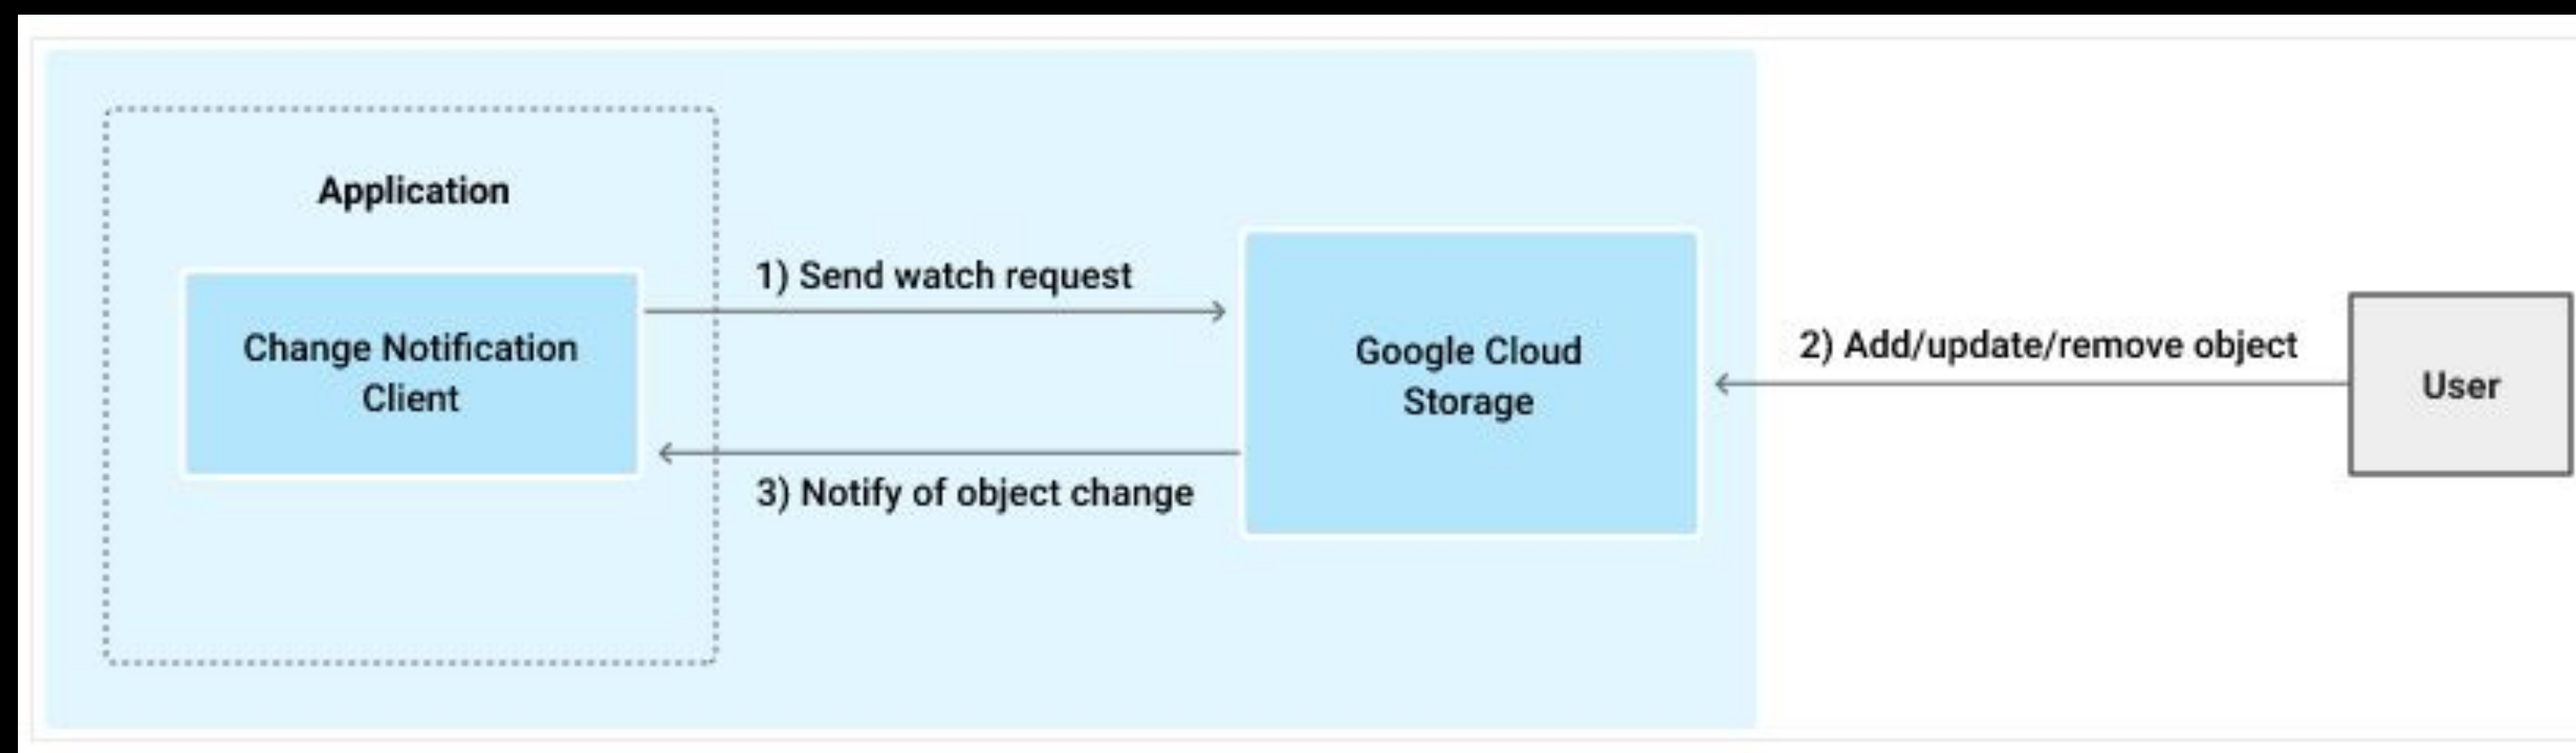 Application
Change Notification
Client
1) Send watch request
3) Notify of object change
Google Cloud
Storage
2) Add/update/remove object
User